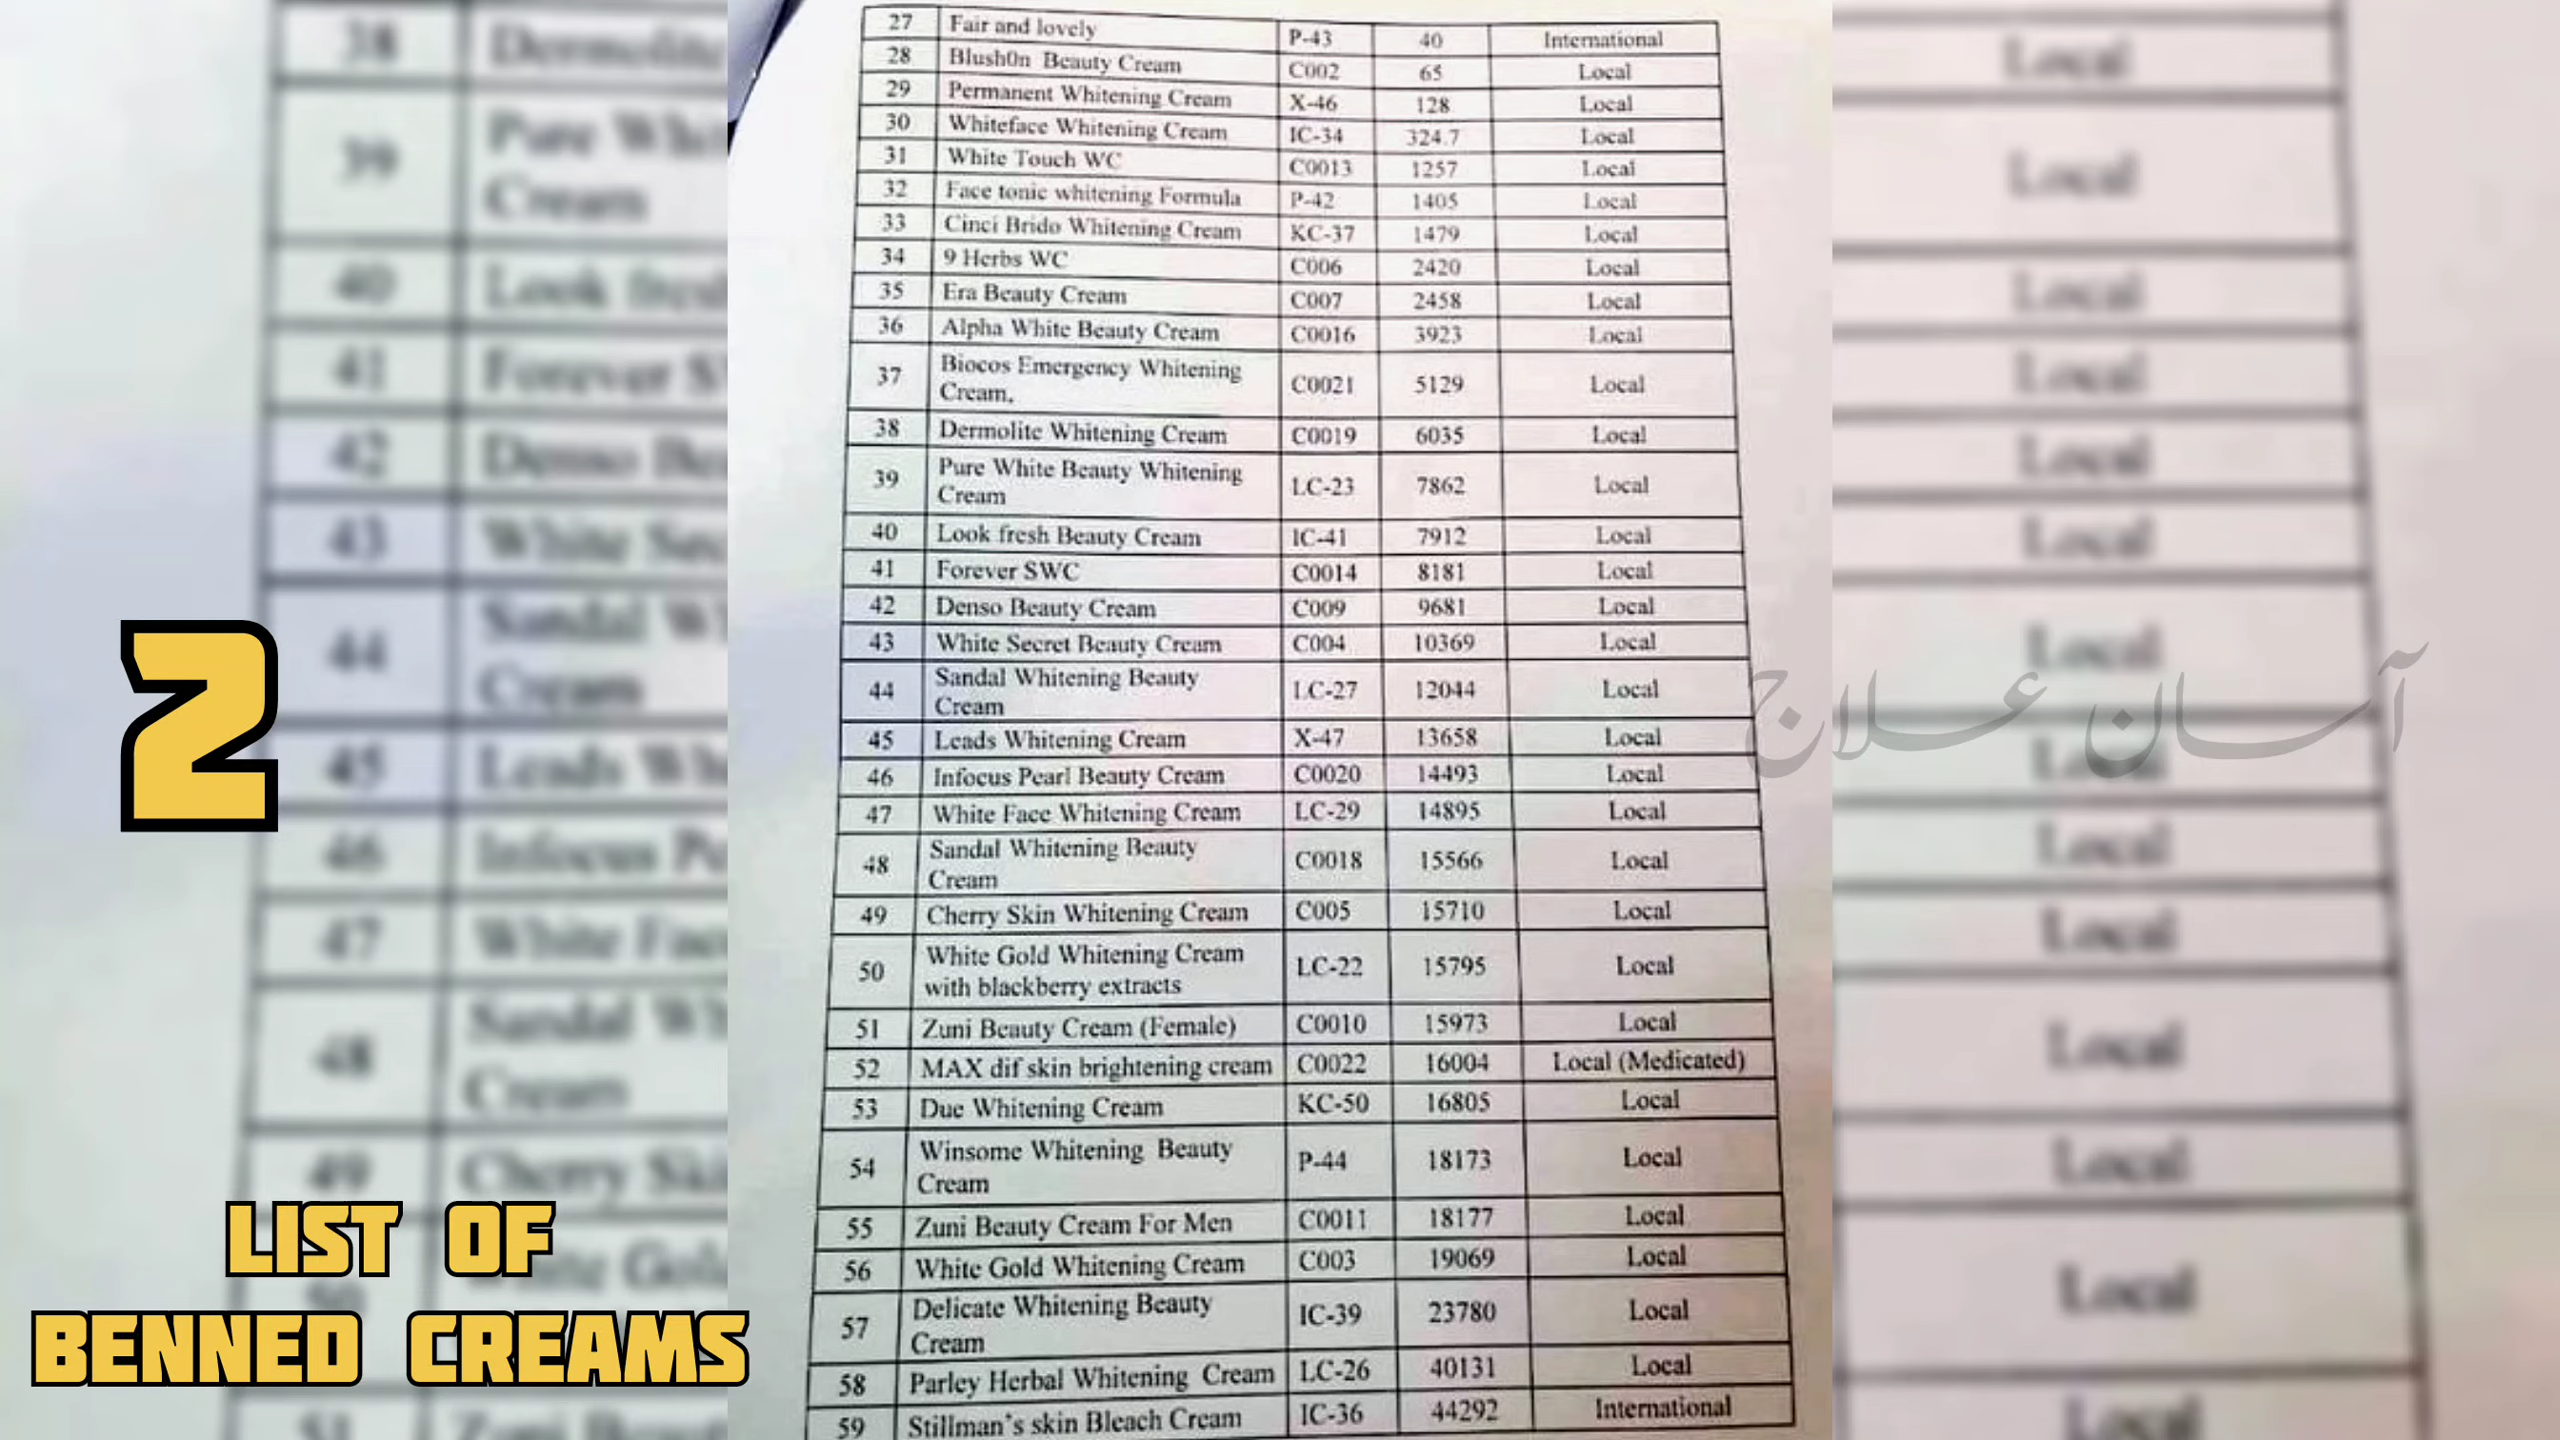 27 Fair and lovely P-43 40 International
28 Blush0n Beauty Cream C002 65 Local
29 Permanent Whitening Cream X-46 128 Local
30 Whiteface Whitening Cream IC-34 324.7 Local
31 White Touch WC C0013 1257 Local
32 Face tonic whitening Formula P-42 1405 Local
33 Cinci Brido Whitening Cream KC-37 1479 Local
34 9 Herbs WC C006 2420 Local
35 Era Beauty Cream C007 2458 Local
36 Alpha White Beauty Cream C0016 3923 Local
37 Biocos Emergency Whitening
Cream. C0021 5129 Local
38 Dermolite Whitening Cream C0019 6035 Local
39 Pure White Beauty Whitening
Cream LC-23 7862 Local
40 Look fresh Beauty Cream IC-41 7912 Local
41 Forever SWC C0014 8181 Local
42 Denso Beauty Cream C009 9681 Local
43 White Secret Beauty Cream C004 10369 Local
44 Sandal Whitening Beauty
Cream LC-27 12044 Local
45 Leads Whitening Cream X-47 13658 Local
46 Infocus Pearl Beauty Cream C0020 14493 Local
47 White Face Whitening Cream LC-29 14895 Local
48 Sandal Whitening Beauty
Cream C0018 15566 Local
49 Cherry Skin Whitening Cream C005 15710 Local
50 White Gold Whitening Cream
with blackberry extracts LC-22 15795 Local
51 Zuni Beauty Cream (Female) C0010 15973 Local
52 MAX dif skin brightening cream C0022 16004 Local (Medicated)
53 Due Whitening Cream KC-50 16805 Local
54 Winsome Whitening Beauty
Cream P-44 18173 Local
55 Zuni Beauty Cream For Men C0011 18177 Local
56 White Gold Whitening Cream C003 19069 Local
57 Delicate Whitening Beauty
Cream IC-39 23780 Local
58 Parley Herbal Whitening Cream LC-26 40131 Local
59 Stillman's skin Bleach Cream IC-36 44292 International
2
LIST OF
BENNED CREAMS
آسان علاج